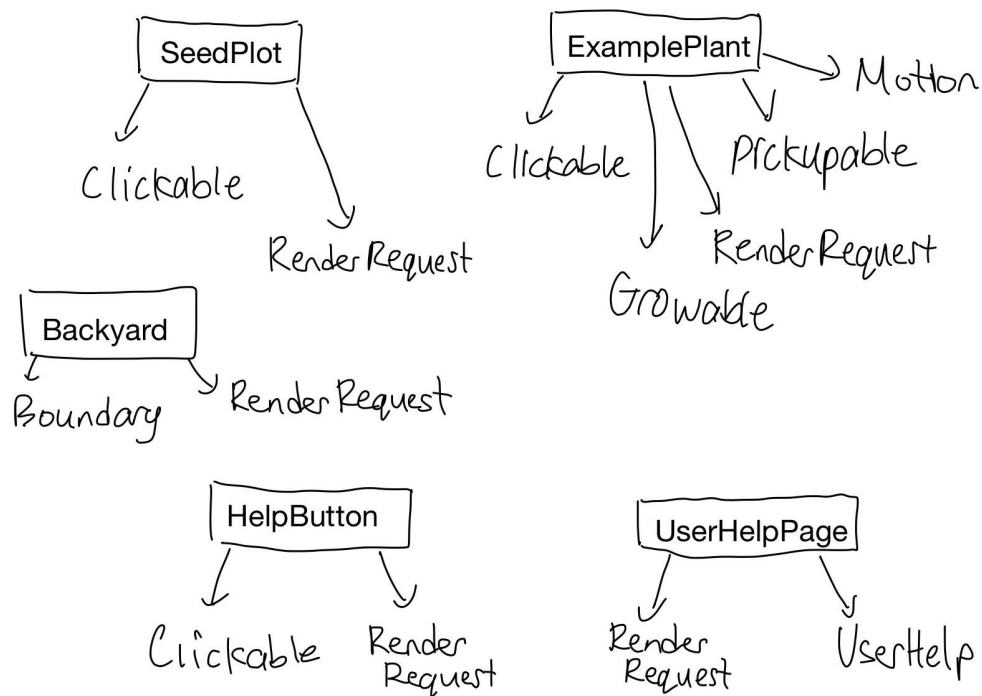 SeedPlot
Clickable
RenderRequest
ExamplePlant
Motion
Pickupable
Clickable
RenderRequest
Growable
Backyard
Boundary
RenderRequest
HelpButton
Clickable
Render
Request
UserHelpPage
Render
Request
UserHelp